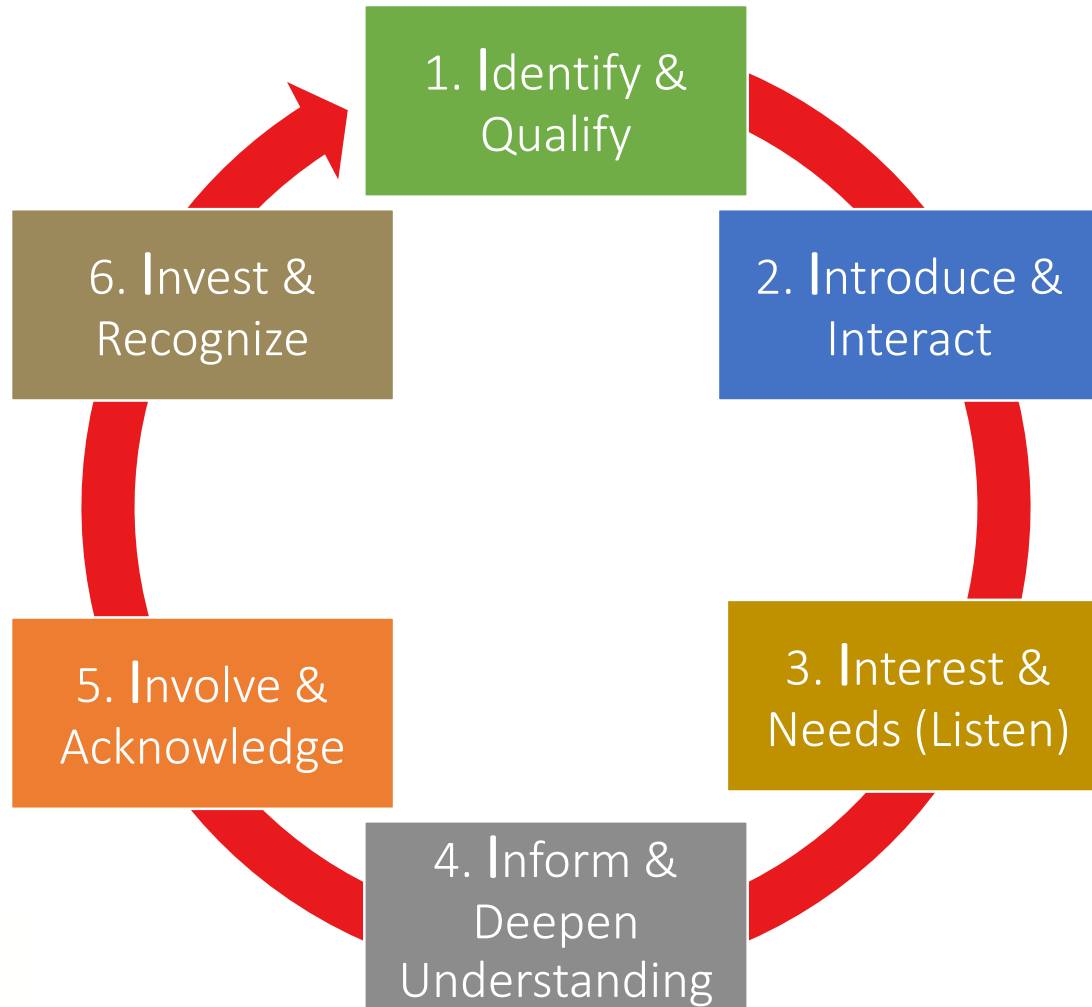 1. Identify &
Qualify
2. Introduce &
Interact
3. Interest &
Needs (Listen)
4. Inform &
Deepen
Understanding
5. Involve &
Acknowledge
6. Invest &
Recognize